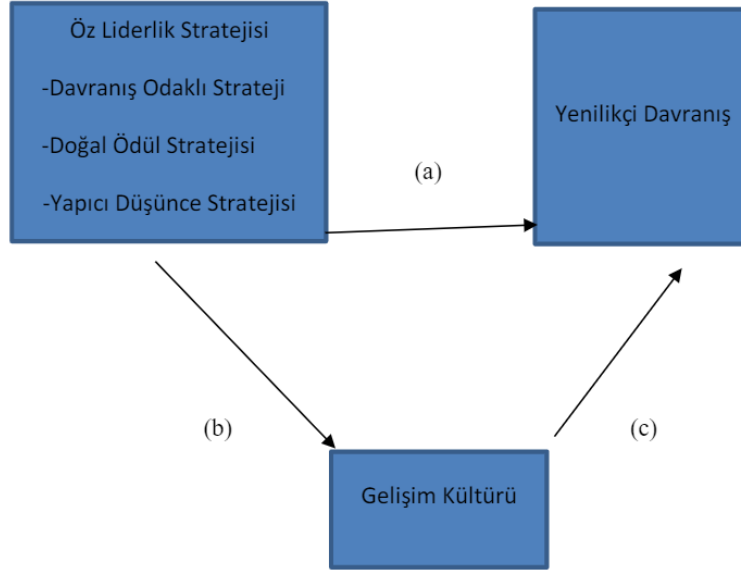 Öz Liderlik Stratejisi
-Davranış Odaklı Strateji
-Doğal Ödül Stratejisi
-Yapıcı Düşünce Stratejisi
(a)
Yenilikçi Davranış
(b)
(c)
Gelişim Kültürü